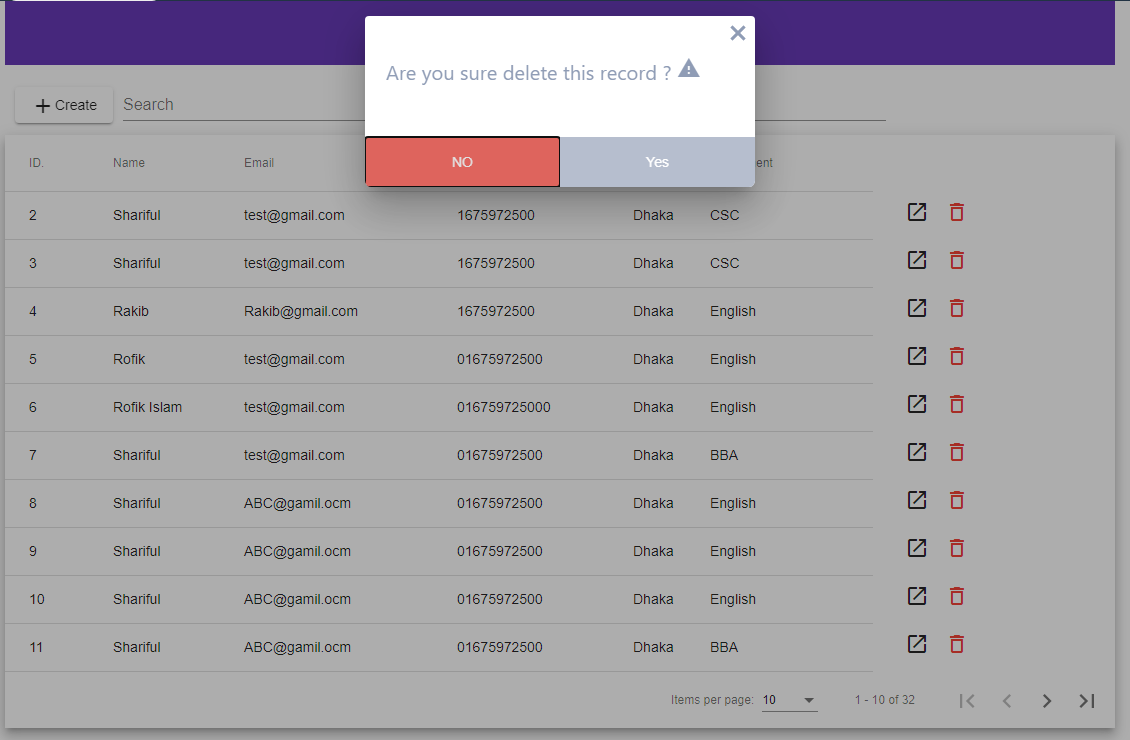 Are you sure delete this record ?
NO Yes
Create Search
ID. Name Email
2 Shariful test@gmail.com 1675972500 Dhaka CSC
3 Shariful test@gmail.com 1675972500 Dhaka CSC
4 Rakib Rakib@gmail.com 1675972500 Dhaka English
5 Rofik test@gmail.com 01675972500 Dhaka English
6 Rofik Islam test@gmail.com 016759725000 Dhaka English
7 Shariful test@gmail.com 01675972500 Dhaka BBA
8 Shariful ABC@gamil.ocm 01675972500 Dhaka English
9 Shariful ABC@gamil.ocm 01675972500 Dhaka English
10 Shariful ABC@gamil.ocm 01675972500 Dhaka English
11 Shariful ABC@gamil.ocm 01675972500 Dhaka BBA
Items per page: 10 1 - 10 of 32